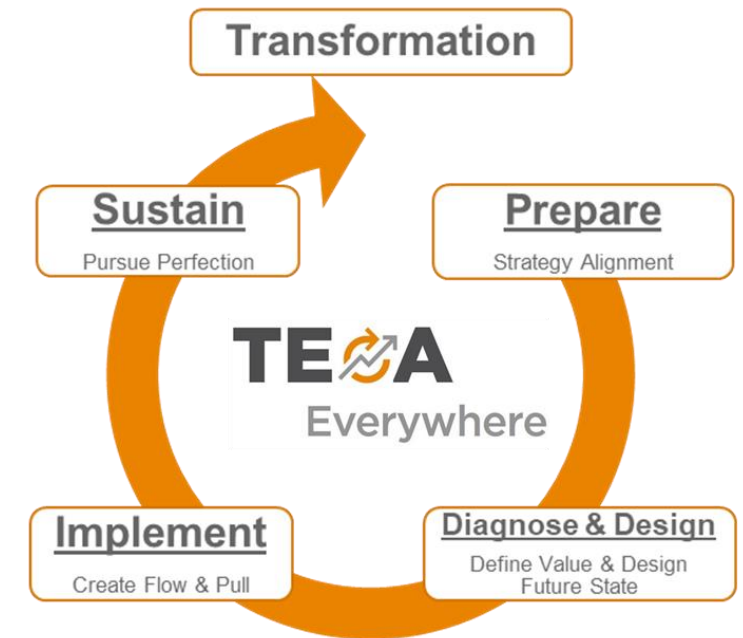 Transformation
Prepare
Strategy Alignment
Diagnose & Design
Define Value & Design
Future State
Implement
Create Flow & Pull
Sustain
Pursue Perfection
TEOA
Everywhere